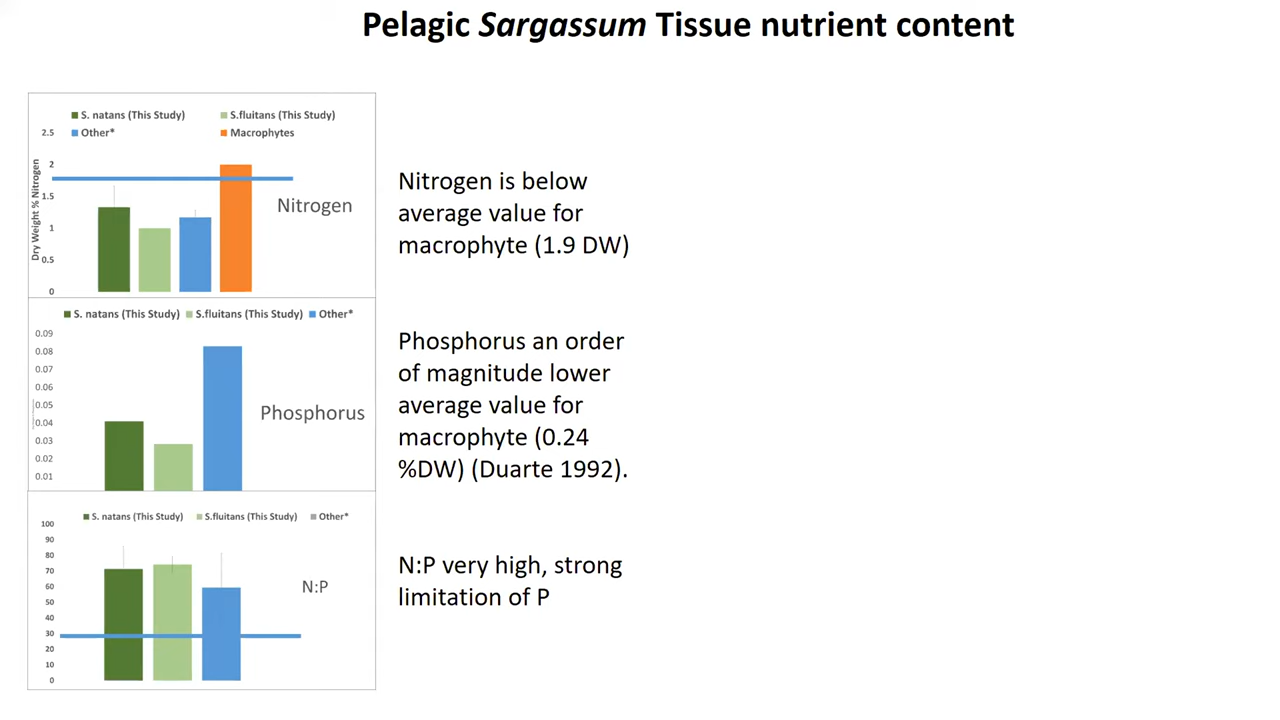 Pelagic Sargassum Tissue nutrient content
S. natans (This Study) S.fluitans (This Study)
Other* Macrophytes
2.5
2
1.5
1
0.5
0
Dry Weight % Nitrogen
Nitrogen
Nitrogen is below
average value for
macrophyte (1.9 DW)
S. natans (This Study) S.fluitans (This Study) Other*
0.09
0.08
0.07
0.06
0.05
0.04
0.03
0.02
0.01
Phosphorus
Phosphorus an order
of magnitude lower
average value for
macrophyte (0.24
%DW) (Duarte 1992).
S. natans (This Study) S.fluitans (This Study) Other*
100
90
80
70
60
50
40
30
20
10
0
N:P
N:P very high, strong
limitation of P